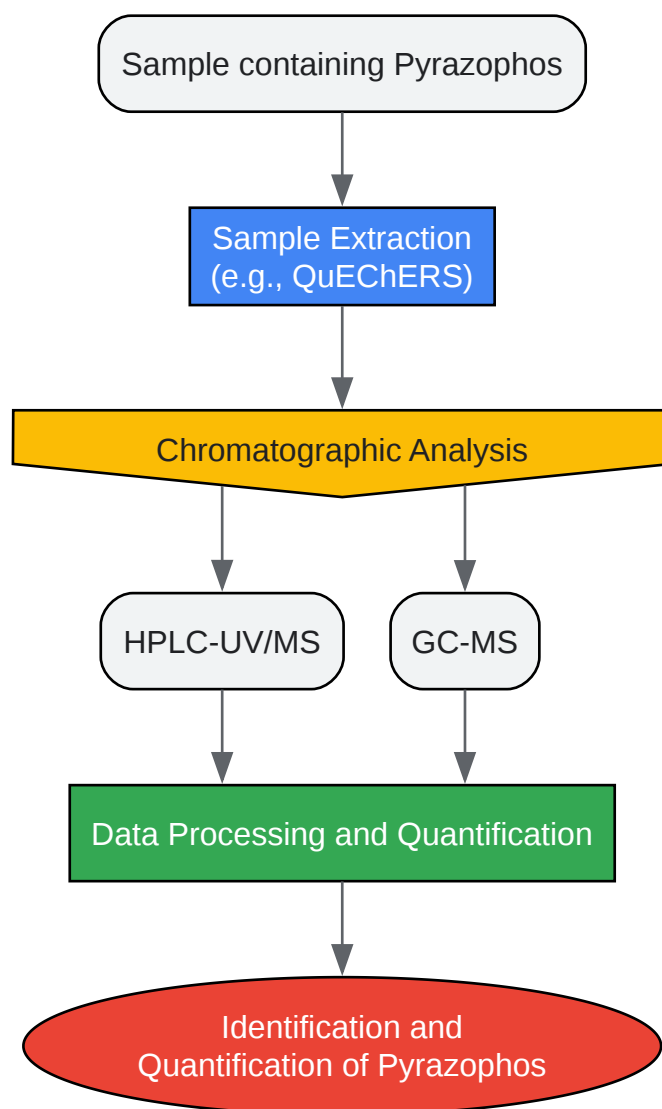 Sample containing Pyrazophos
Sample Extraction
(e.g., QuEChERS)
Chromatographic Analysis
HPLC-UV/MS
GC-MS
Data Processing and Quantification
Identification and
Quantification of Pyrazophos